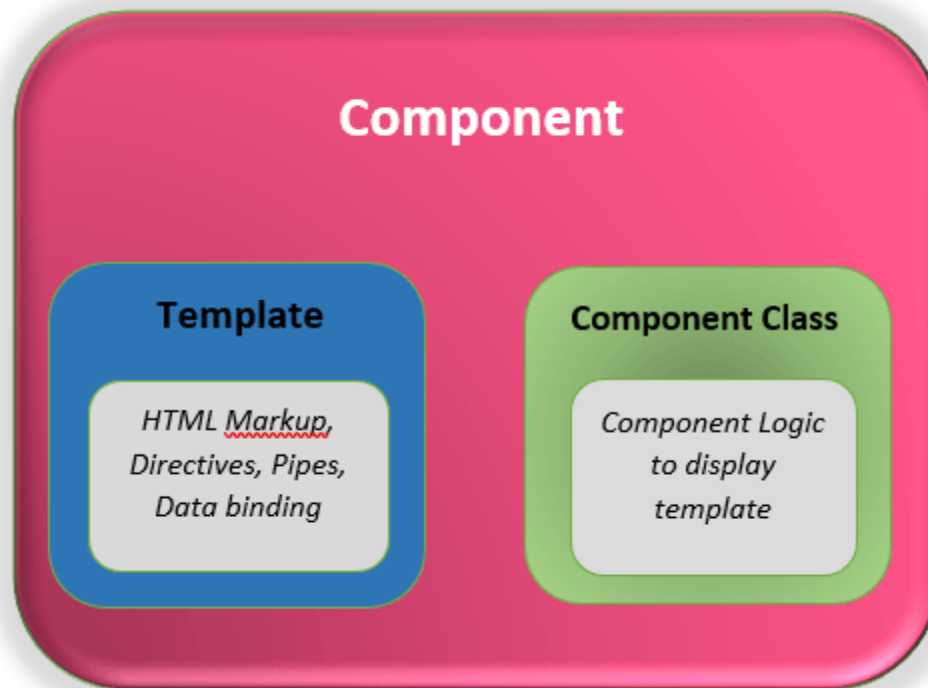 Component
Template
HTML Markup,
Directives, Pipes,
Data binding
Component Class
Component Logic
to display
template